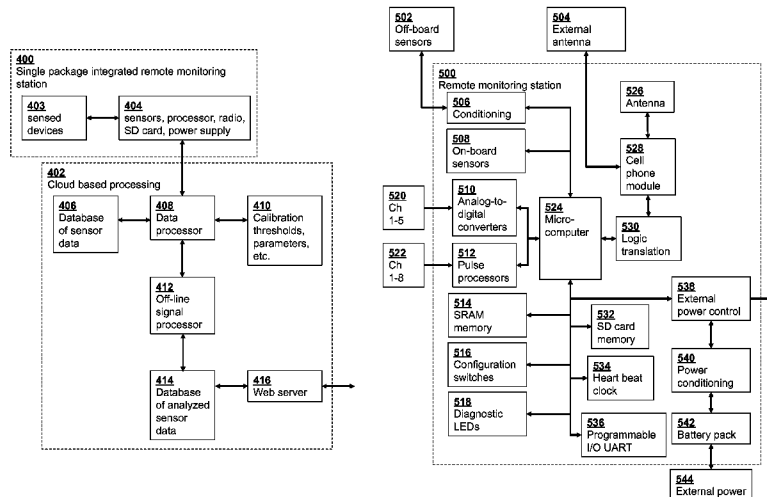 400
Single package integrated remote monitoring
station
403
sensed
devices
404
sensors, processor, radio,
SD card, power supply
402
Cloud based processing
406
Database
of sensor
data
408
Data
processor
410
Calibration
thresholds,
parameters,
etc.
412
Off-line
signal
processor
414
Database
of analyzed
sensor
data
416
Web server
502
Off-board
sensors
504
External
antenna
500
Remote monitoring station
506
Conditioning
508
On-board
sensors
526
Antenna
528
Cell
phone
module
520
Ch
1-5
510
Analog-to-
digital
converters
524
Micro-
computer
530
Logic
translation
522
Ch
1-8
512
Pulse
processors
514
SRAM
memory
516
Configuration
switches
518
Diagnostic
LEDs
532
SD card
memory
534
Heart beat
clock
536
Programmable
I/O UART
538
External
power control
540
Power
conditioning
542
Battery pack
544
External power